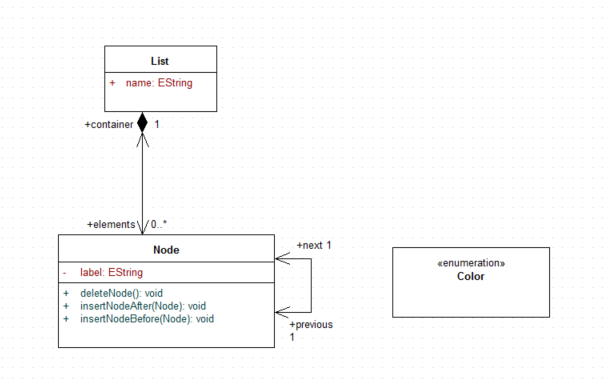 List
+ name: EString
+container 1
+elements 0..*
Node
- label: EString
+ deleteNode(): void
+ insertNodeAfter(Node): void
+ insertNodeBefore(Node): void
+next 1
+previous
1
«enumeration»
Color